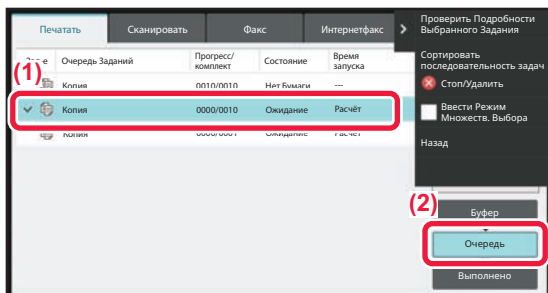 Печатать Сканировать Факс Интернетфакс
Очередь Заданий Прогресс/комплект Состояние Время запуска
(1)
Копия 0010/0010 Нет Бумаги ---
Копия 0000/0010 Ожидание Расчёт
Копия 0000/0001 Ожидание Расчёт
Проверить Подробности
Выбранного Задания
Сортировать
последовательность задач
Стоп/Удалить
Ввести Режим
Множеств. Выбора
Назад
(2)
Буфер
Очередь
Выполнено